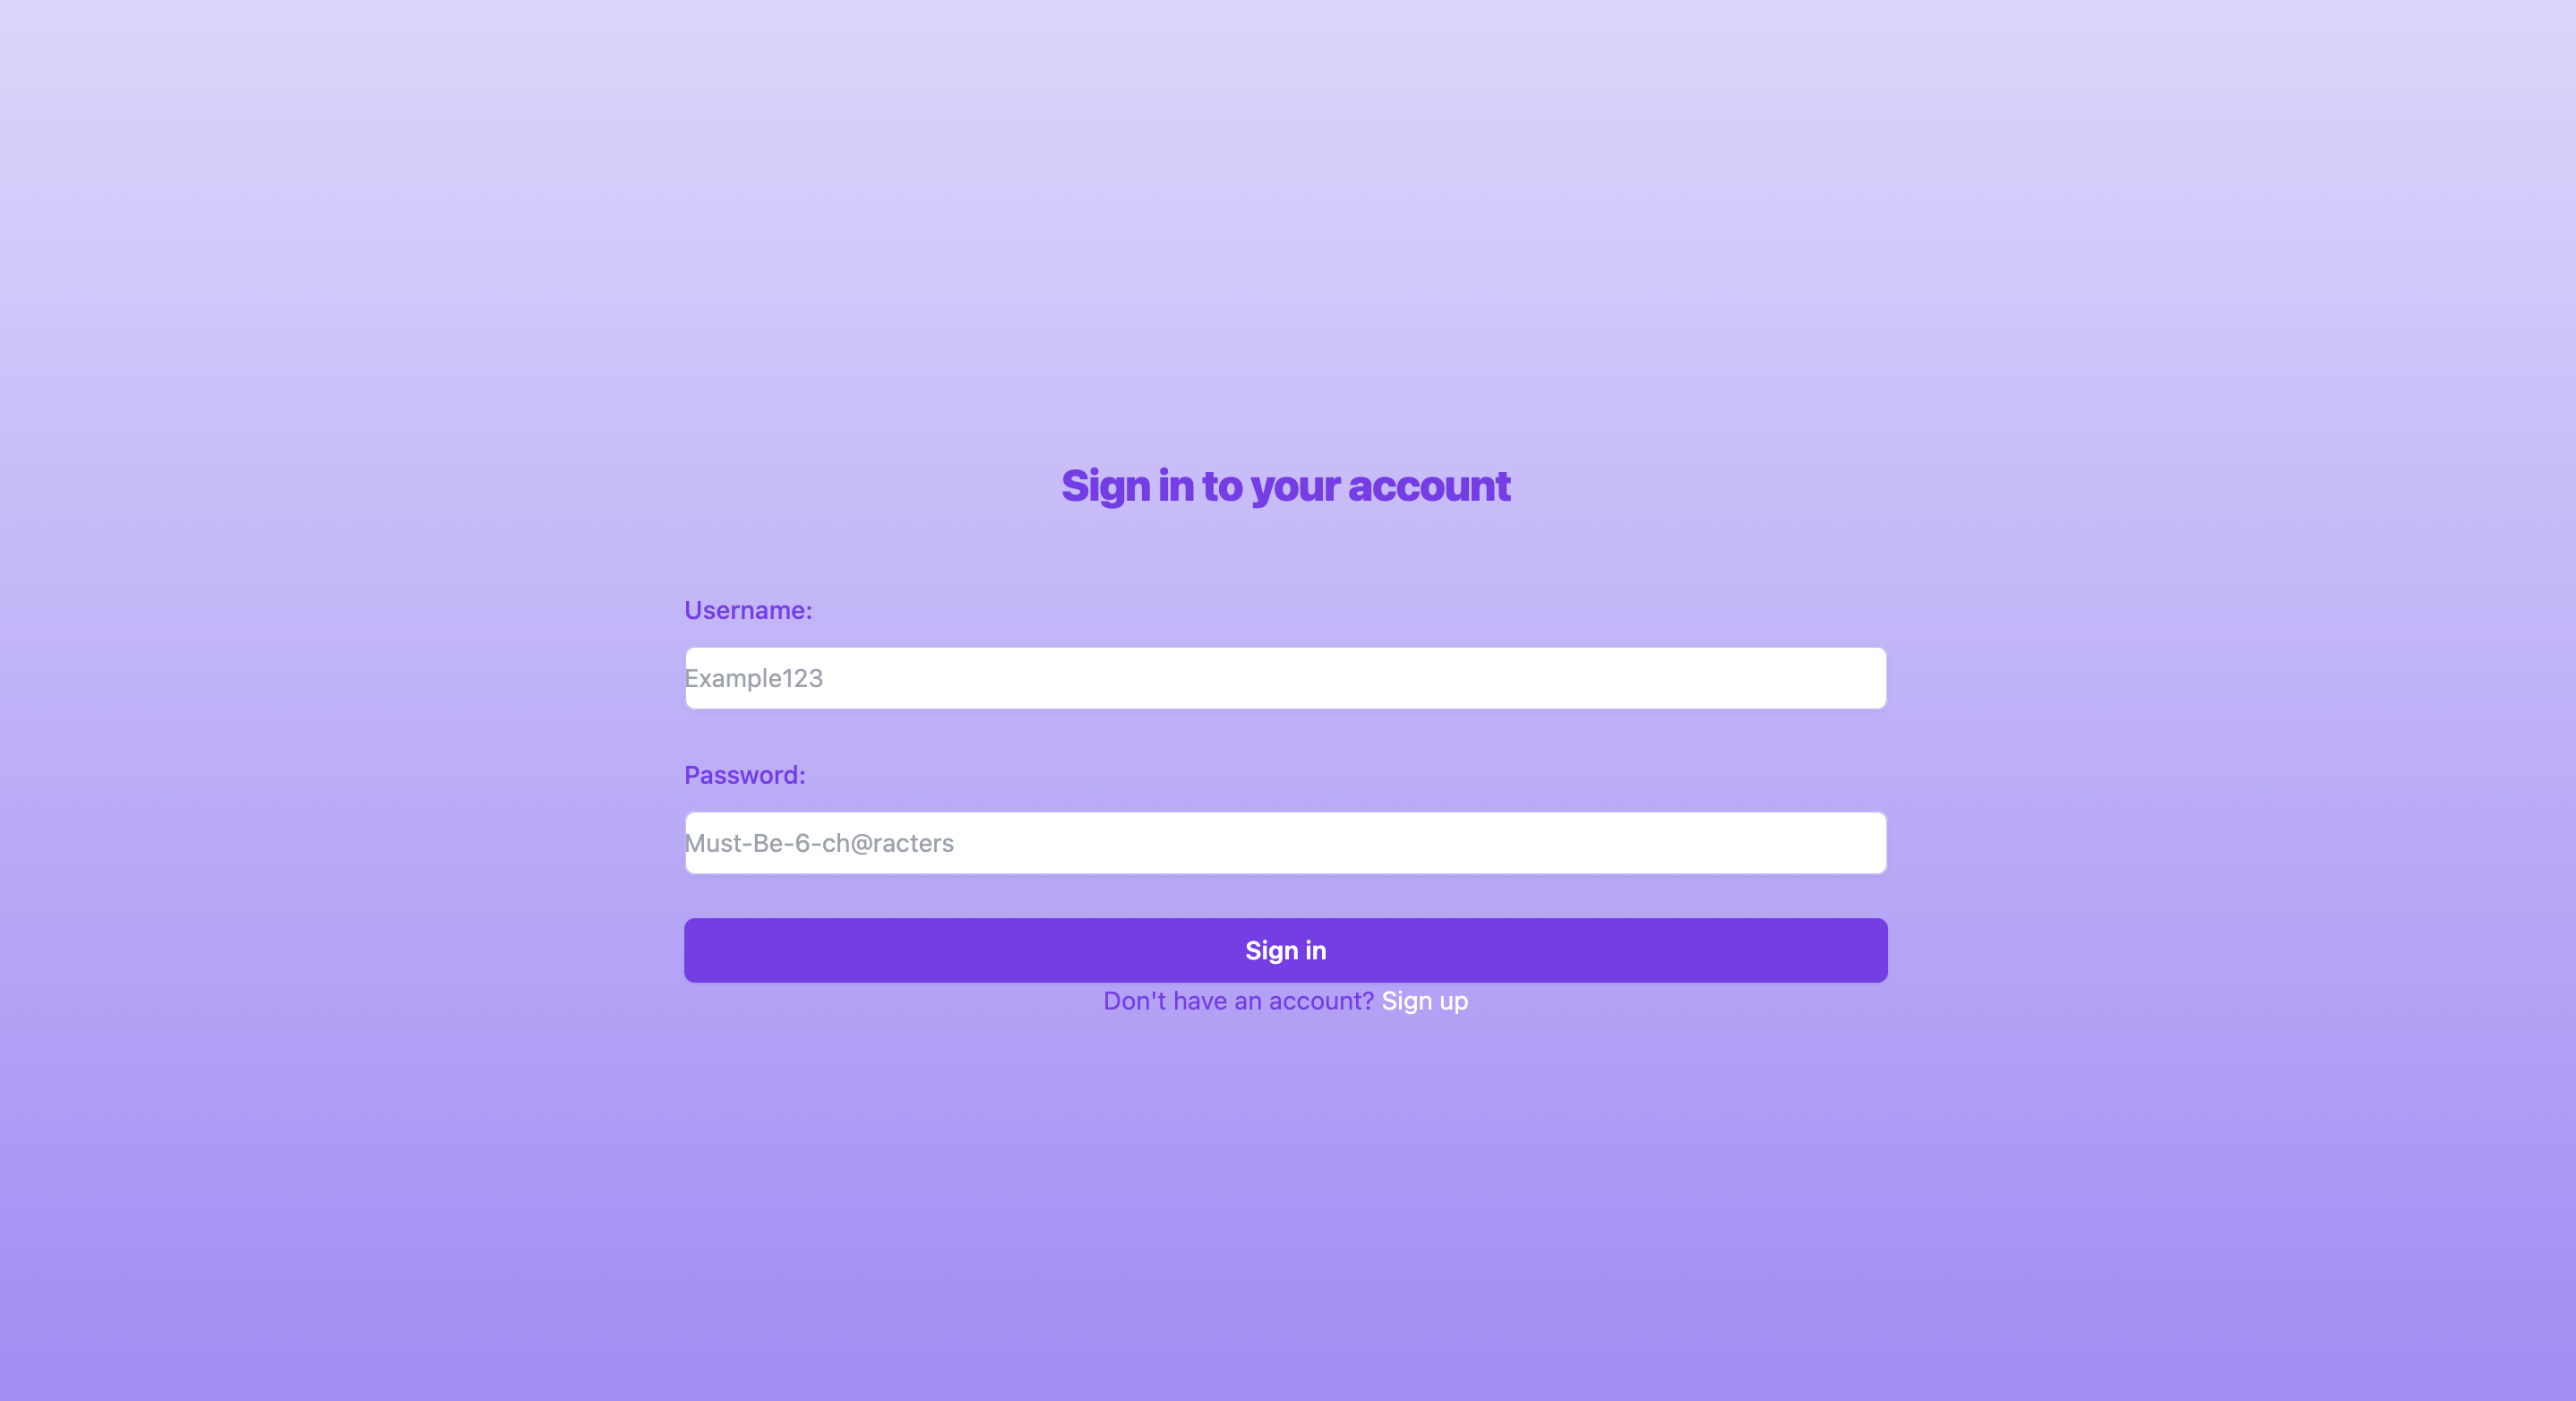 Sign in to your account
Username:
Example123
Password:
Must-Be-6-ch@racters
Sign in
Don't have an account? Sign up